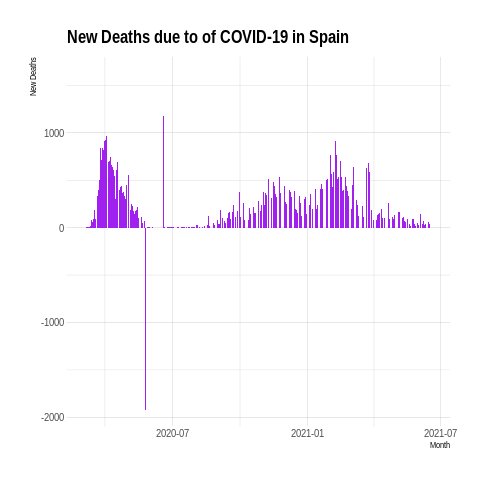 New Deaths due to of COVID-19 in Spain
New Deaths
1000
0
-1000
-2000
2020-07
2021-01
2021-07
Month